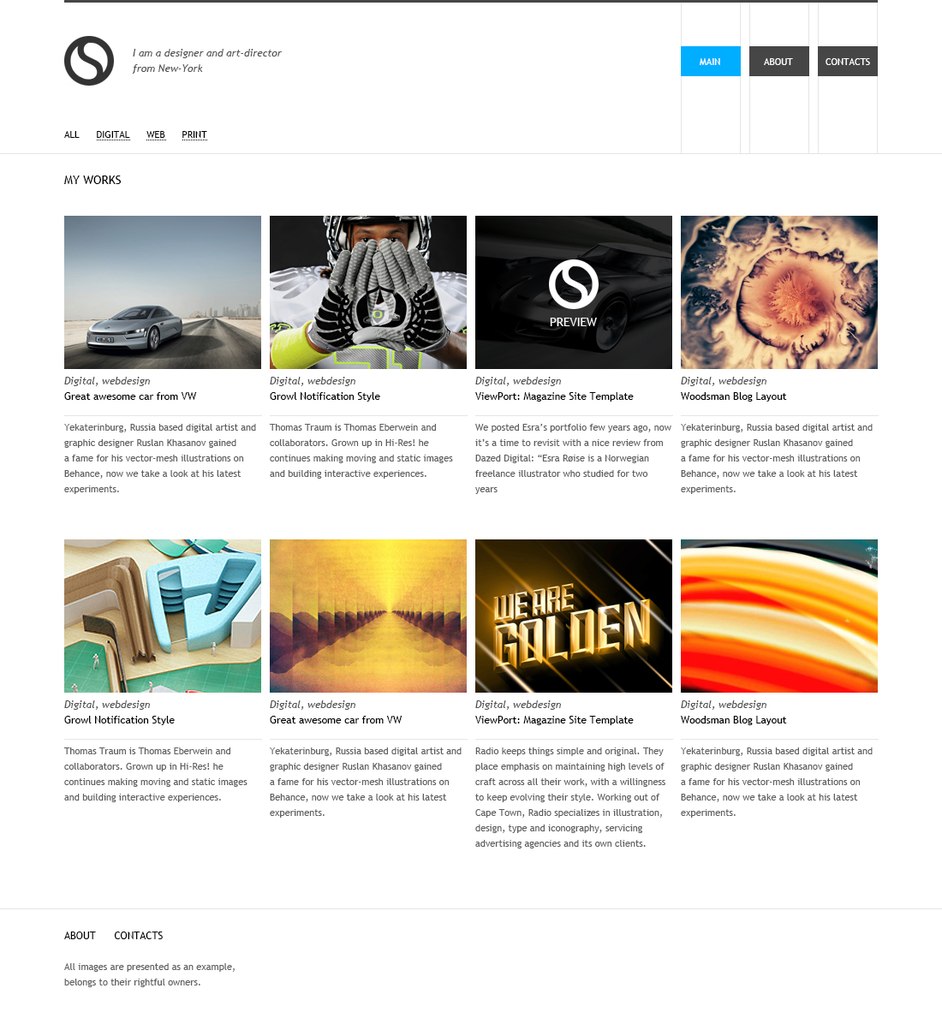 I am a designer and art-director
from New-York
MAIN
ABOUT
CONTACTS
ALL DIGITAL WEB PRINT
MY WORKS
PREVIEW
Digital, webdesign
Great awesome car from VW
Yekaterinburg, Russia based digital artist and
graphic designer Ruslan Khasanov gained
a fame for his vector-mesh illustrations on
Behance, now we take a look at his latest
experiments.
Digital, webdesign
Growl Notification Style
Thomas Traum is Thomas Eberwein and
collaborators. Grown up in Hi-Res! he
continues making moving and static images
and building interactive experiences.
Digital, webdesign
ViewPort: Magazine Site Template
We posted Esra’s portfolio few years ago, now
it’s a time to revisit with a nice review from
Dazed Digital: “Esra Røise is a Norwegian
freelance illustrator who studied for two
years
Digital, webdesign
Woodsman Blog Layout
Yekaterinburg, Russia based digital artist and
graphic designer Ruslan Khasanov gained
a fame for his vector-mesh illustrations on
Behance, now we take a look at his latest
experiments.
WE ARE
GOLDEN
Digital, webdesign
Growl Notification Style
Thomas Traum is Thomas Eberwein and
collaborators. Grown up in Hi-Res! he
continues making moving and static images
and building interactive experiences.
Digital, webdesign
Great awesome car from VW
Yekaterinburg, Russia based digital artist and
graphic designer Ruslan Khasanov gained
a fame for his vector-mesh illustrations on
Behance, now we take a look at his latest
experiments.
Digital, webdesign
ViewPort: Magazine Site Template
Radio keeps things simple and original. They
place emphasis on maintaining high levels of
craft across all their work, with a willingness
to keep evolving their style. Working out of
Cape Town, Radio specializes in illustration,
design, type and iconography, servicing
advertising agencies and its own clients.
Digital, webdesign
Woodsman Blog Layout
Yekaterinburg, Russia based digital artist and
graphic designer Ruslan Khasanov gained
a fame for his vector-mesh illustrations on
Behance, now we take a look at his latest
experiments.
ABOUT CONTACTS
All images are presented as an example,
belongs to their rightful owners.